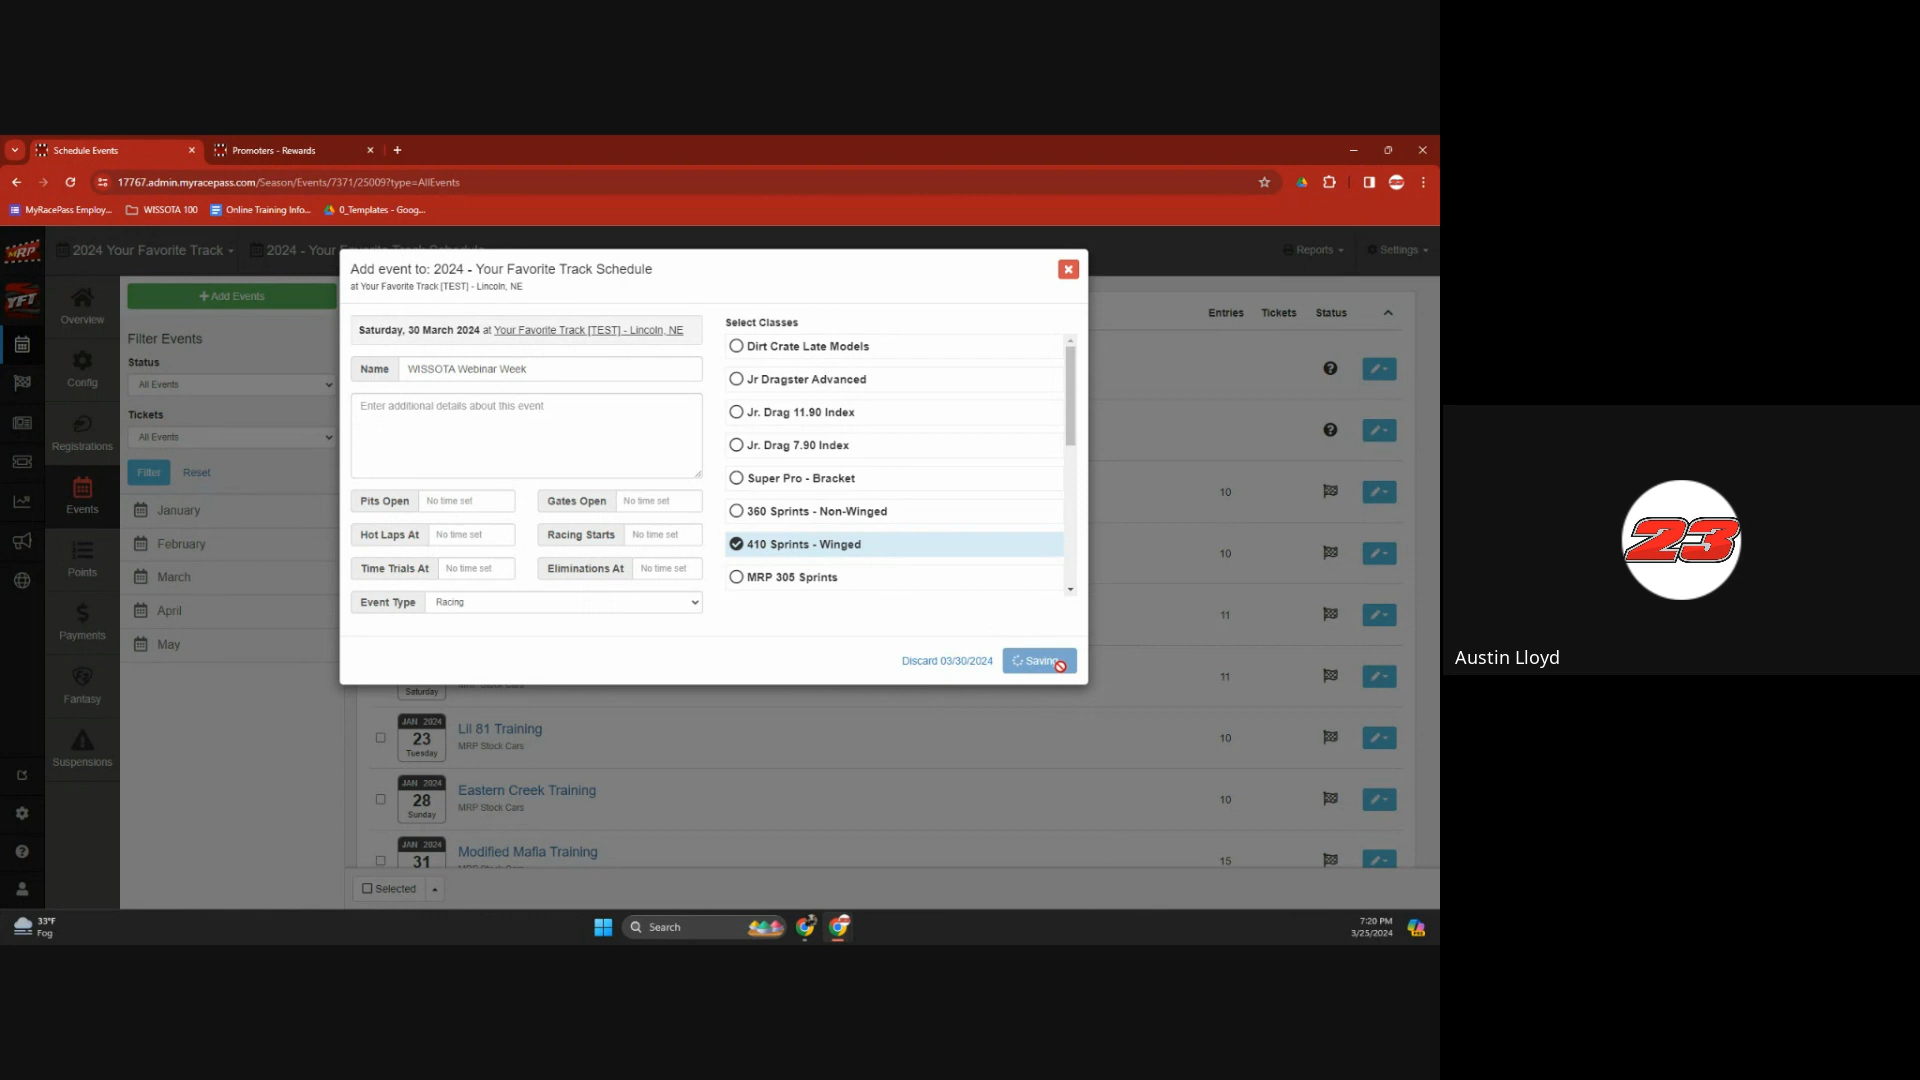 Schedule Events
Promoters - Rewards
17767.admin.myracepass.com/Season/Events/7371/25009?type=AllEvents
MyRacePass Employ...
WISSOTA 100
Online Training Info...
0_Templates - Goog...
MRP
2024 Your Favorite Track
2024 - Your Favorite Track Schedule
Reports
Settings
YFT
Overview
Config
Registrations
Events
Points
Payments
Fantasy
Suspensions
+ Add Events
Filter Events
Status
All Events
Tickets
All Events
Filter
Reset
January
February
March
April
May
Add event to: 2024 - Your Favorite Track Schedule
at Your Favorite Track [TEST] - Lincoln, NE
Saturday, 30 March 2024 at Your Favorite Track [TEST] - Lincoln, NE
Name
WISSOTA Webinar Week
Enter additional details about this event
Pits Open
No time set
Gates Open
No time set
Hot Laps At
No time set
Racing Starts
No time set
Time Trials At
No time set
Eliminations At
No time set
Event Type
Racing
Select Classes
Dirt Crate Late Models
Jr Dragster Advanced
Jr. Drag 11.90 Index
Jr. Drag 7.90 Index
Super Pro - Bracket
360 Sprints - Non-Winged
410 Sprints - Winged
MRP 305 Sprints
Discard 03/30/2024
Saving
Entries
Tickets
Status
10
10
11
11
Saturday
JAN 2024
23
Tuesday
Lil 81 Training
MRP Stock Cars
10
JAN 2024
28
Sunday
Eastern Creek Training
MRP Stock Cars
10
JAN 2024
31
Modified Mafia Training
15
Selected
33°F
Fog
Search
7:20 PM
3/25/2024
23
Austin Lloyd